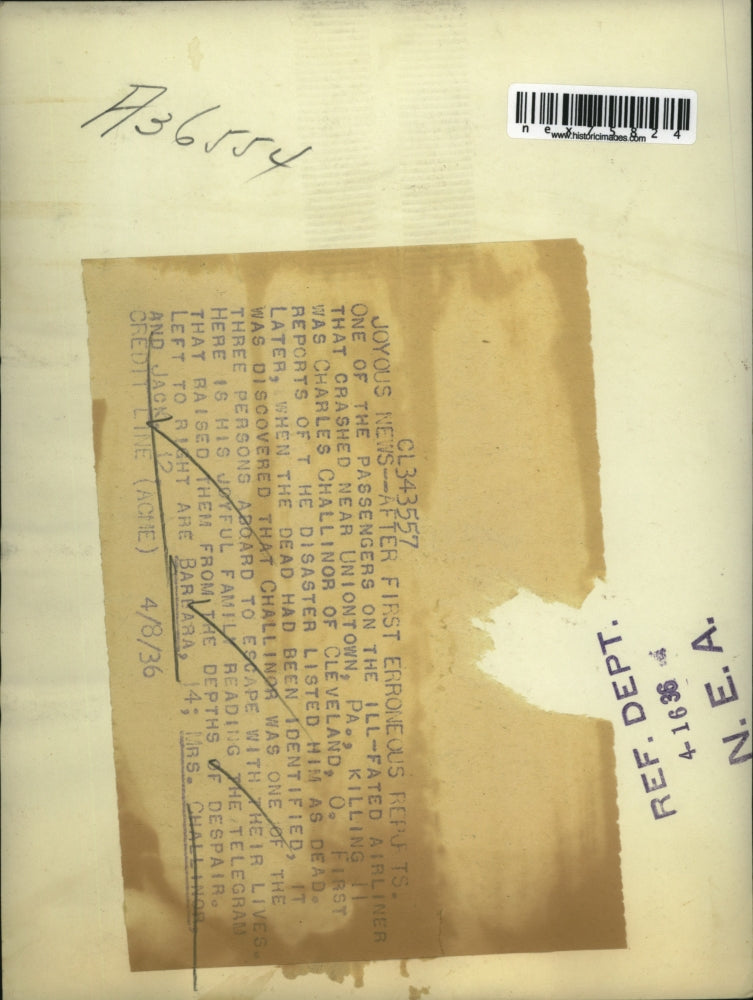 A36554
nex75824
www.historicimages.com
CL343557
JOYOUS NEWS--AFTER FIRST ERRONEOUS REPORTS.
ONE OF THE PASSENGERS ON THE ILL-FATED AIRLINER
THAT CRASHED NEAR UNIONTOWN, PA., KILLING 11
WAS CHARLES CHALLINOR OF CLEVELAND, O. FIRST
REPORTS OF T HE DISASTER LISTED HIM AS DEAD.
LATER, WHEN THE DEAD HAD BEEN IDENTIFIED, IT
WAS DISCOVERED THAT CHALLINOR WAS ONE OF THE
THREE PERSONS ABOARD TO ESCAPE WITH THEIR LIVES.
HERE IS HIS JOYFUL FAMILY READING THE TELEGRAM
THAT RAISED THEM FROM THE DEPTHS OF DESPAIR.
LEFT TO RIGHT ARE BARBARA, 14; MRS. CHALLINOR,
AND JACK, 12
CREDIT LINE (ACME) 4/8/36
REF. DEPT.
4-16 36
N. E. A.